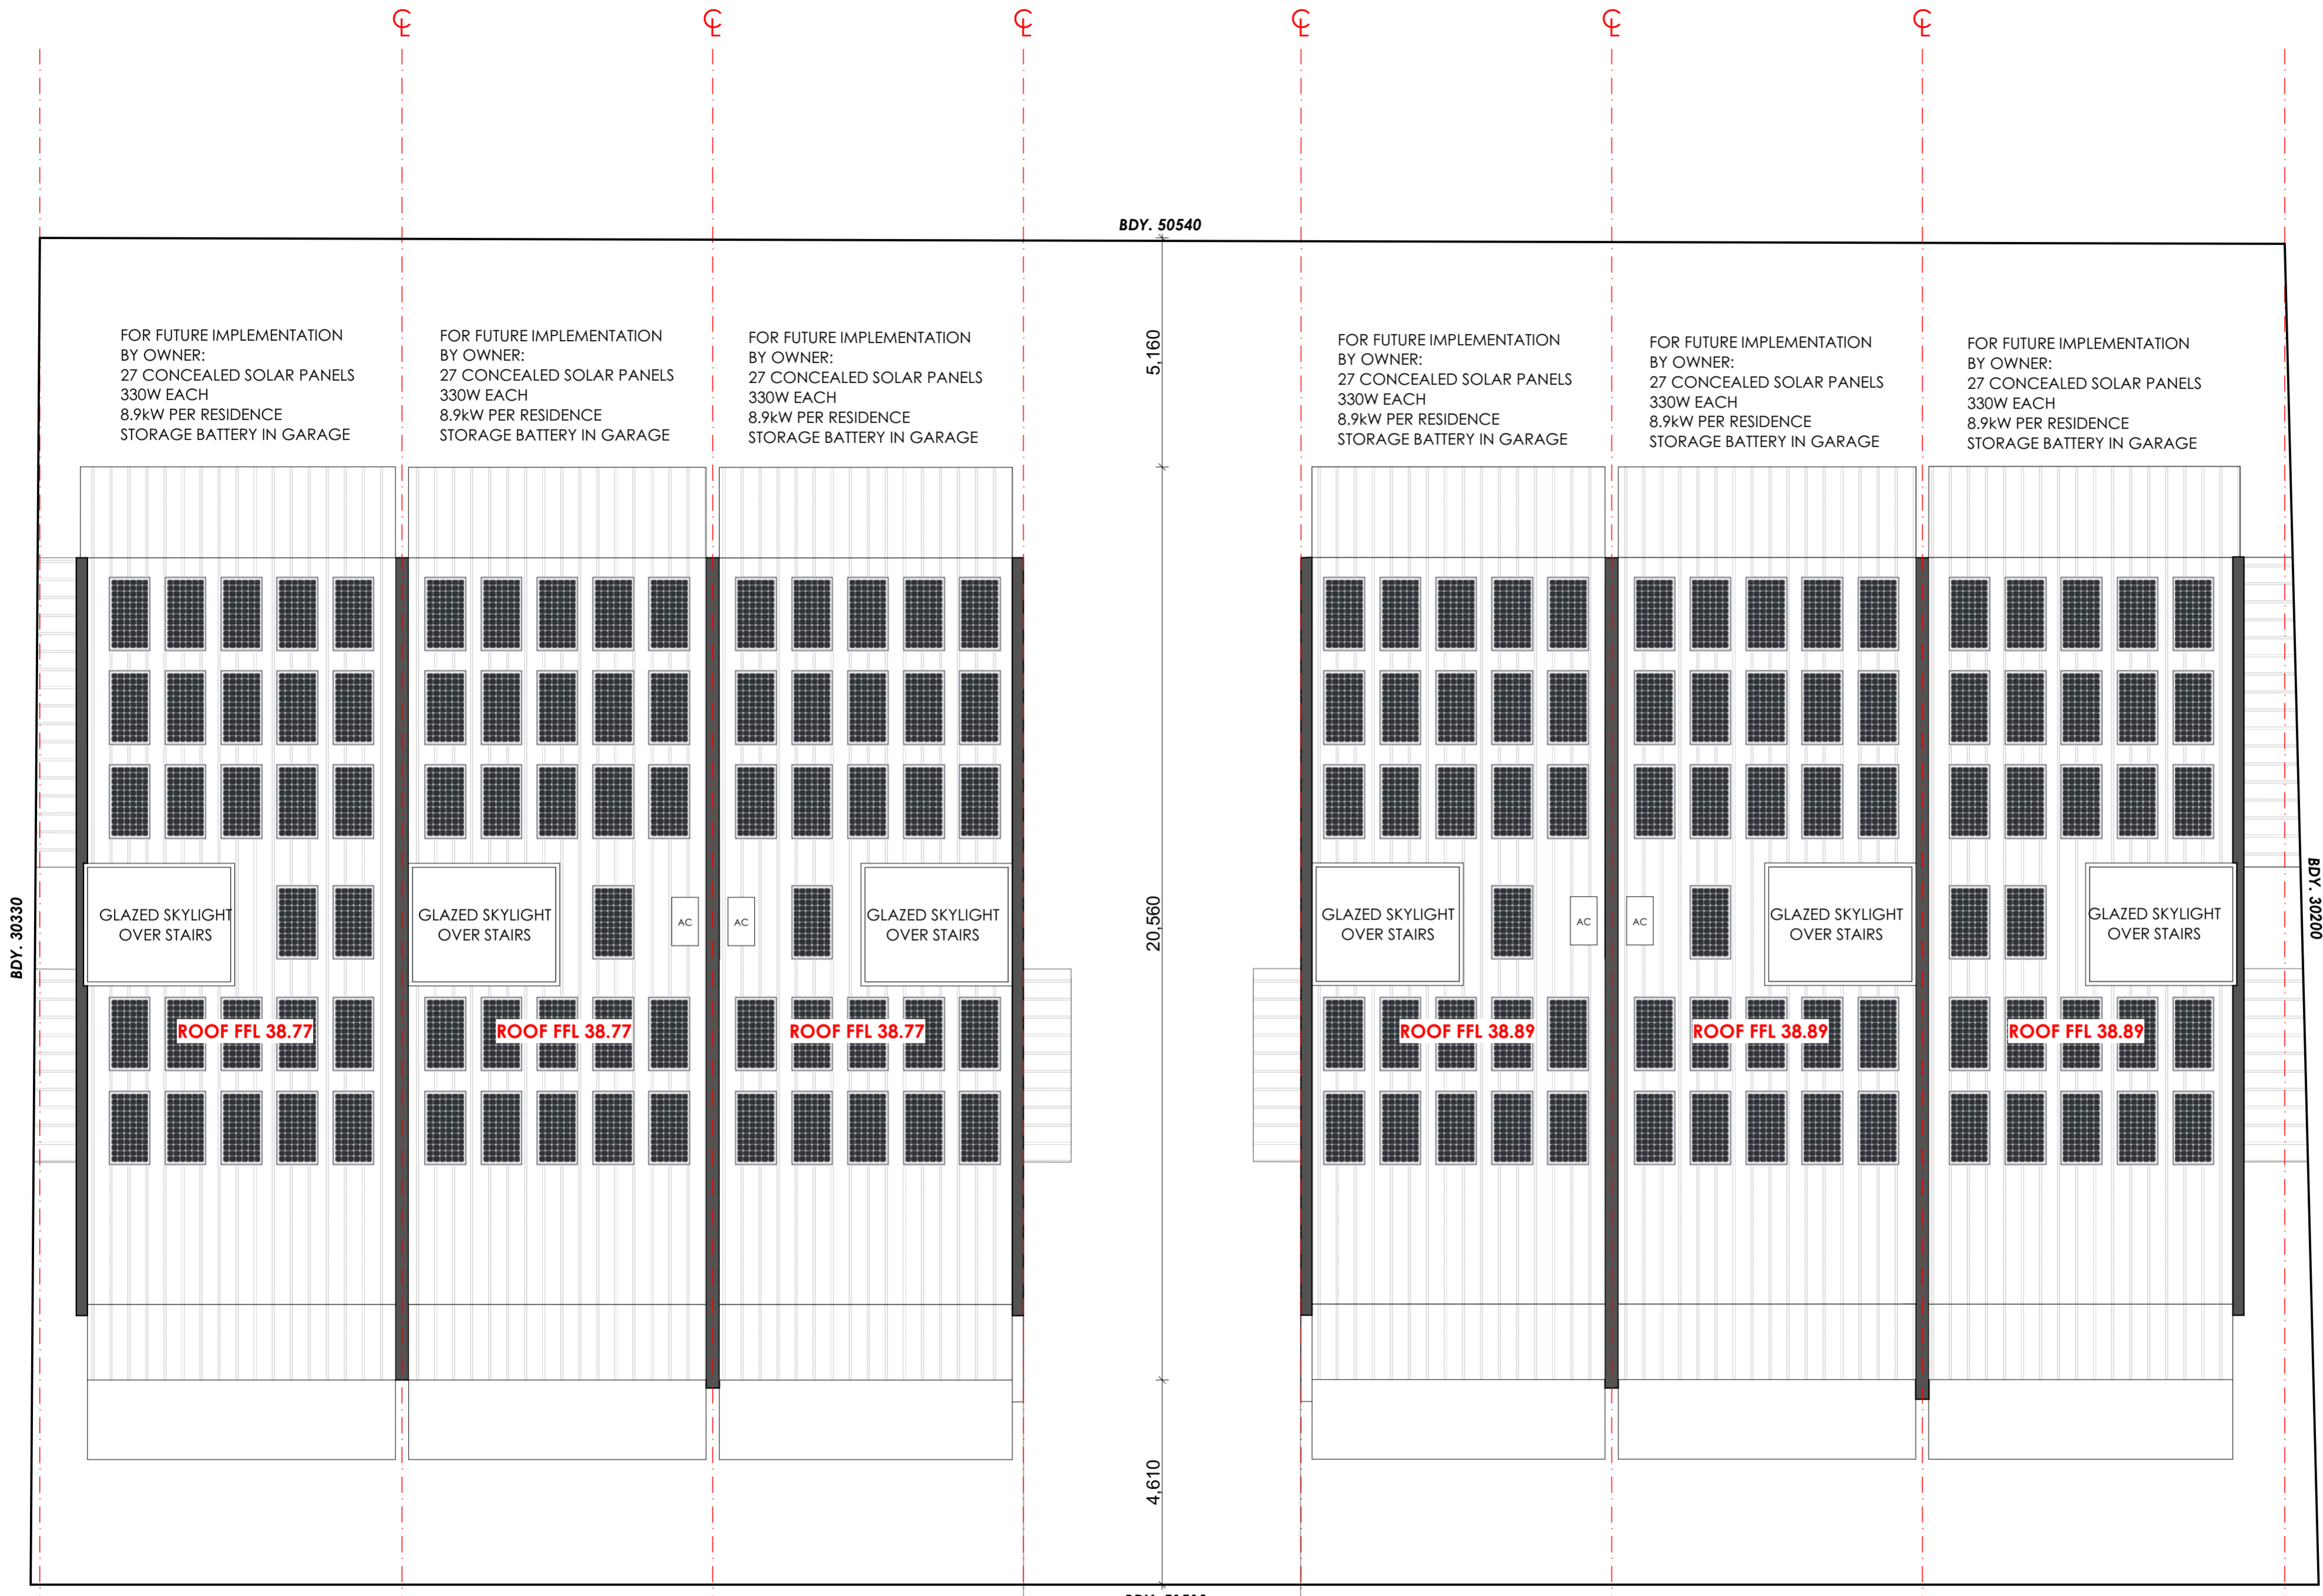 ℄ ℄ ℄ ℄ ℄ ℄
BDY. 50540
FOR FUTURE IMPLEMENTATION
BY OWNER:
27 CONCEALED SOLAR PANELS
330W EACH
8.9kW PER RESIDENCE
STORAGE BATTERY IN GARAGE
FOR FUTURE IMPLEMENTATION
BY OWNER:
27 CONCEALED SOLAR PANELS
330W EACH
8.9kW PER RESIDENCE
STORAGE BATTERY IN GARAGE
FOR FUTURE IMPLEMENTATION
BY OWNER:
27 CONCEALED SOLAR PANELS
330W EACH
8.9kW PER RESIDENCE
STORAGE BATTERY IN GARAGE
5,160
FOR FUTURE IMPLEMENTATION
BY OWNER:
27 CONCEALED SOLAR PANELS
330W EACH
8.9kW PER RESIDENCE
STORAGE BATTERY IN GARAGE
FOR FUTURE IMPLEMENTATION
BY OWNER:
27 CONCEALED SOLAR PANELS
330W EACH
8.9kW PER RESIDENCE
STORAGE BATTERY IN GARAGE
FOR FUTURE IMPLEMENTATION
BY OWNER:
27 CONCEALED SOLAR PANELS
330W EACH
8.9kW PER RESIDENCE
STORAGE BATTERY IN GARAGE
BDY. 30330
GLAZED SKYLIGHT
OVER STAIRS
GLAZED SKYLIGHT
OVER STAIRS
AC
AC
GLAZED SKYLIGHT
OVER STAIRS
20,560
GLAZED SKYLIGHT
OVER STAIRS
AC
AC
GLAZED SKYLIGHT
OVER STAIRS
GLAZED SKYLIGHT
OVER STAIRS
BDY. 30200
ROOF FFL 38.77
ROOF FFL 38.77
ROOF FFL 38.77
ROOF FFL 38.89
ROOF FFL 38.89
ROOF FFL 38.89
4,610